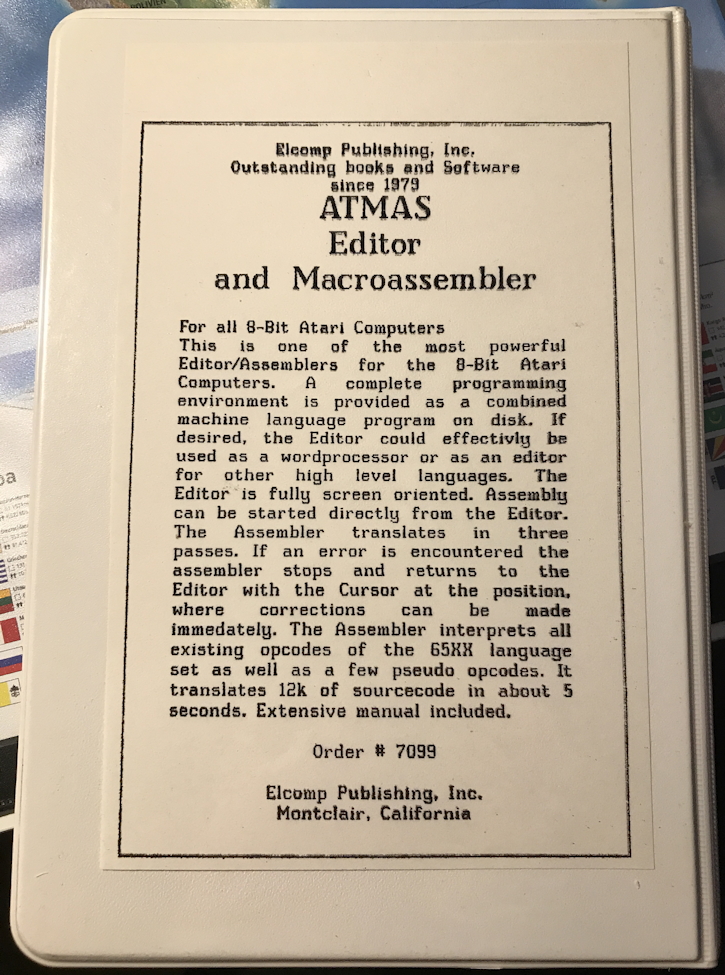 BOLIVIEN
Elcomp Publishing, Inc.
Outstanding books and Software
since 1979
ATMAS
Editor
and Macroassembler
For all 8-Bit Atari Computers
This is one of the most powerful
Editor/Assemblers for the 8-Bit Atari
Computers. A complete programming
environment is provided as a combined
machine language program on disk. If
desired, the Editor could effectivly be
used as a wordprocessor or as an editor
for other high level languages. The
Editor is fully screen oriented. Assembly
can be started directly from the Editor.
The Assembler translates in three
passes. If an error is encountered the
assembler stops and returns to the
Editor with the Cursor at the position,
where corrections can be made
immedately. The Assembler interprets all
existing opcodes of the 65XX language
set as well as a few pseudo opcodes. It
translates 12k of sourcecode in about 5
seconds. Extensive manual included.
Order # 7099
Elcomp Publishing, Inc.
Montclair, California